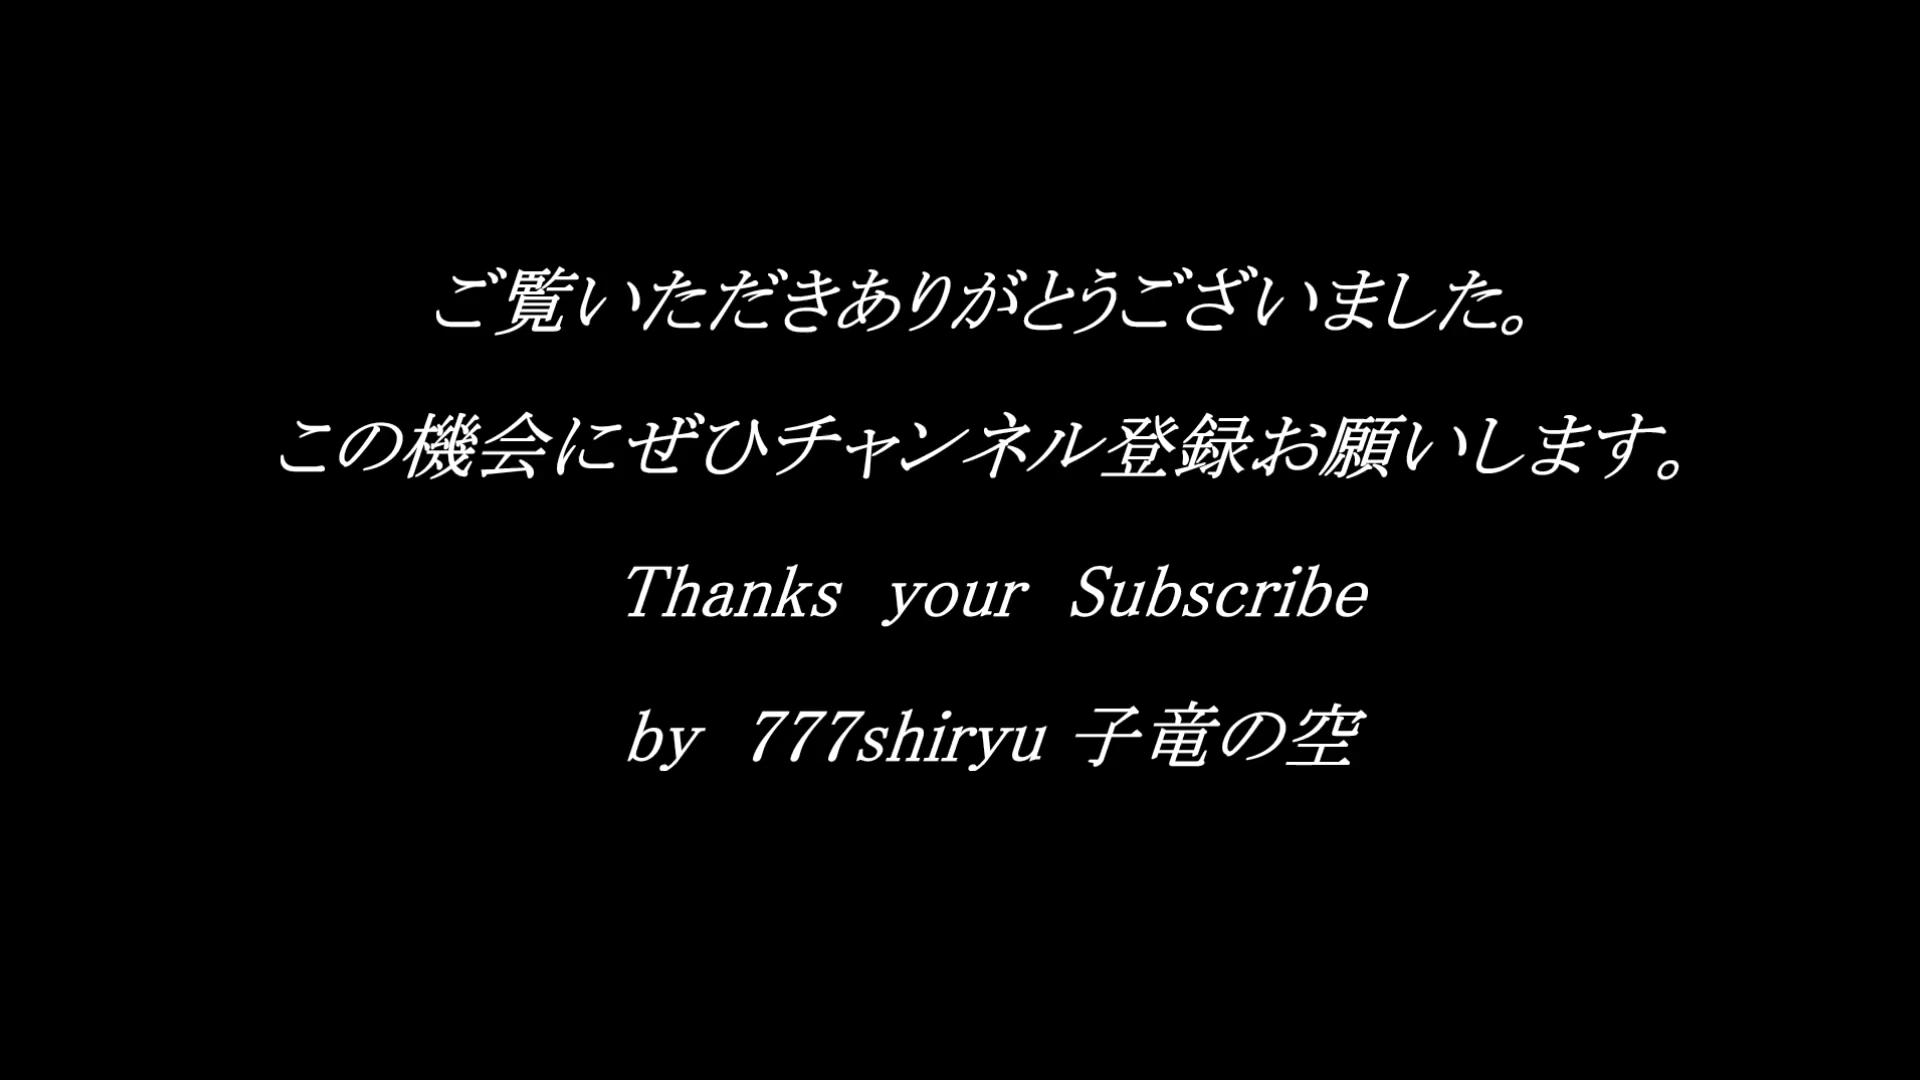 ご覧いただきありがとうございました。
この機会にぜひチャンネル登録お願いします。
Thanks your Subscribe
by 777shiryu 子竜の空